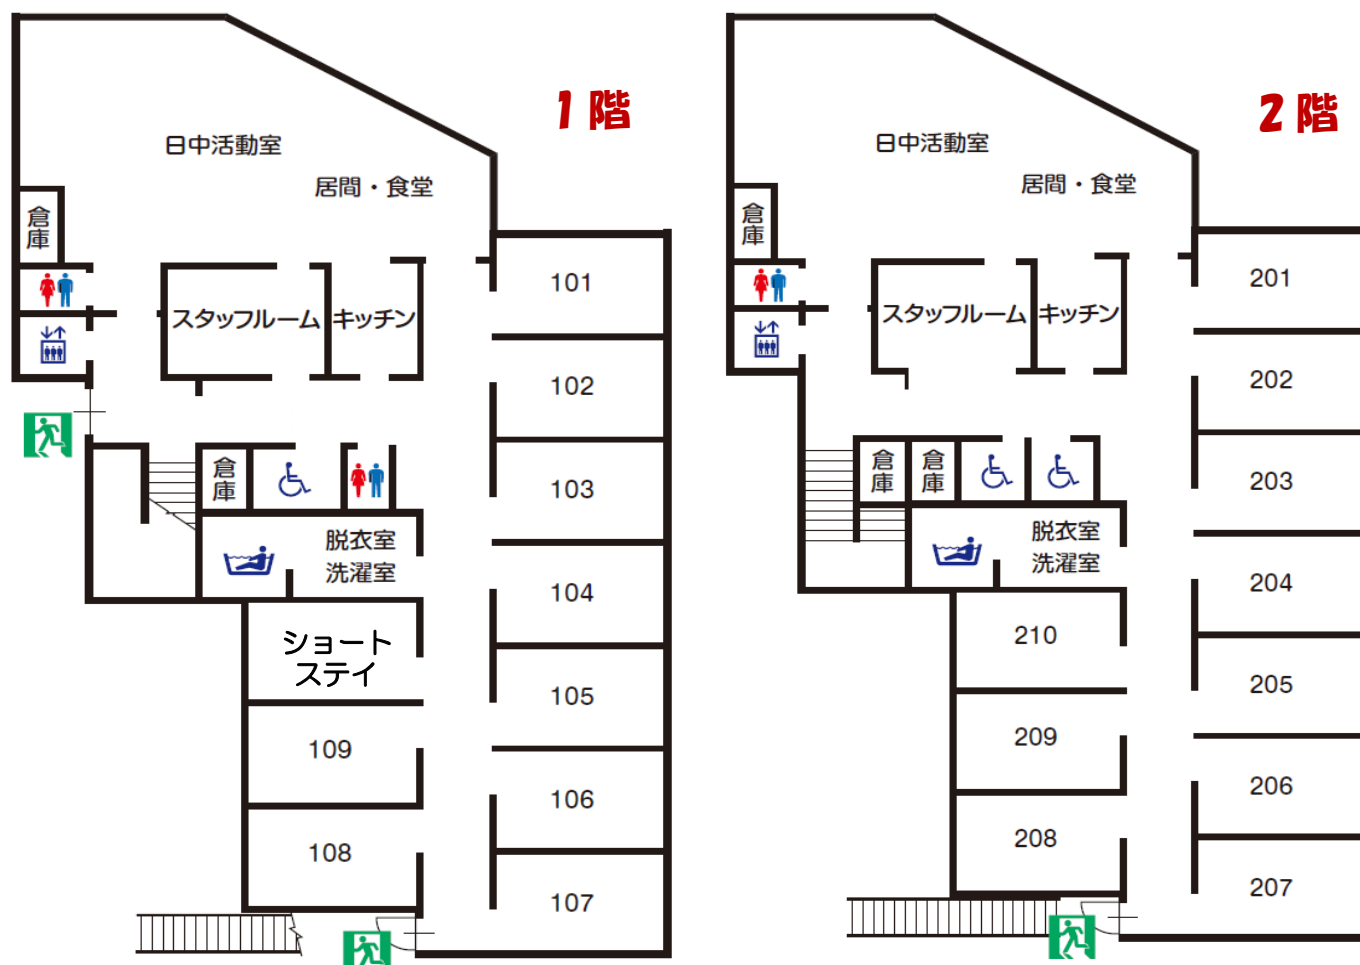 1階
日中活動室
居間・食堂
倉庫
スタッフルーム
キッチン
101
102
103
104
105
106
107
倉庫
脱衣室
洗濯室
ショート
ステイ
109
108
2階
日中活動室
居間・食堂
倉庫
スタッフルーム
キッチン
201
202
203
204
205
206
207
倉庫
倉庫
脱衣室
洗濯室
210
209
208